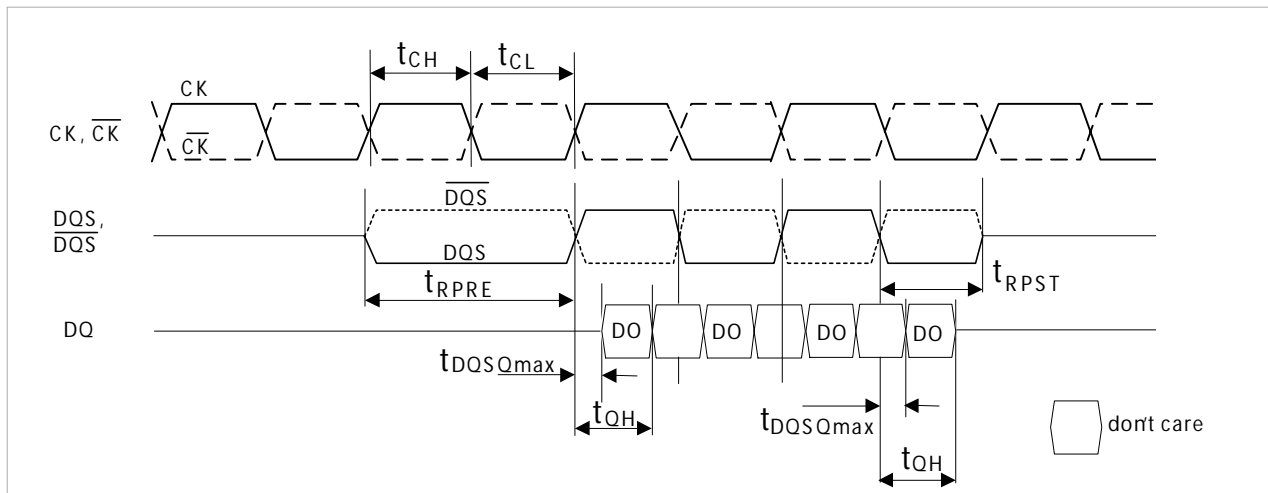 tCH tCL
CK
CK, CK
CK
DQS
DQS,
DQS
DQS
tRPRE
tRPST
DQ
DO DO DO DO
tDQSQmax
tQH
tDQSQmax
don't care
tQH